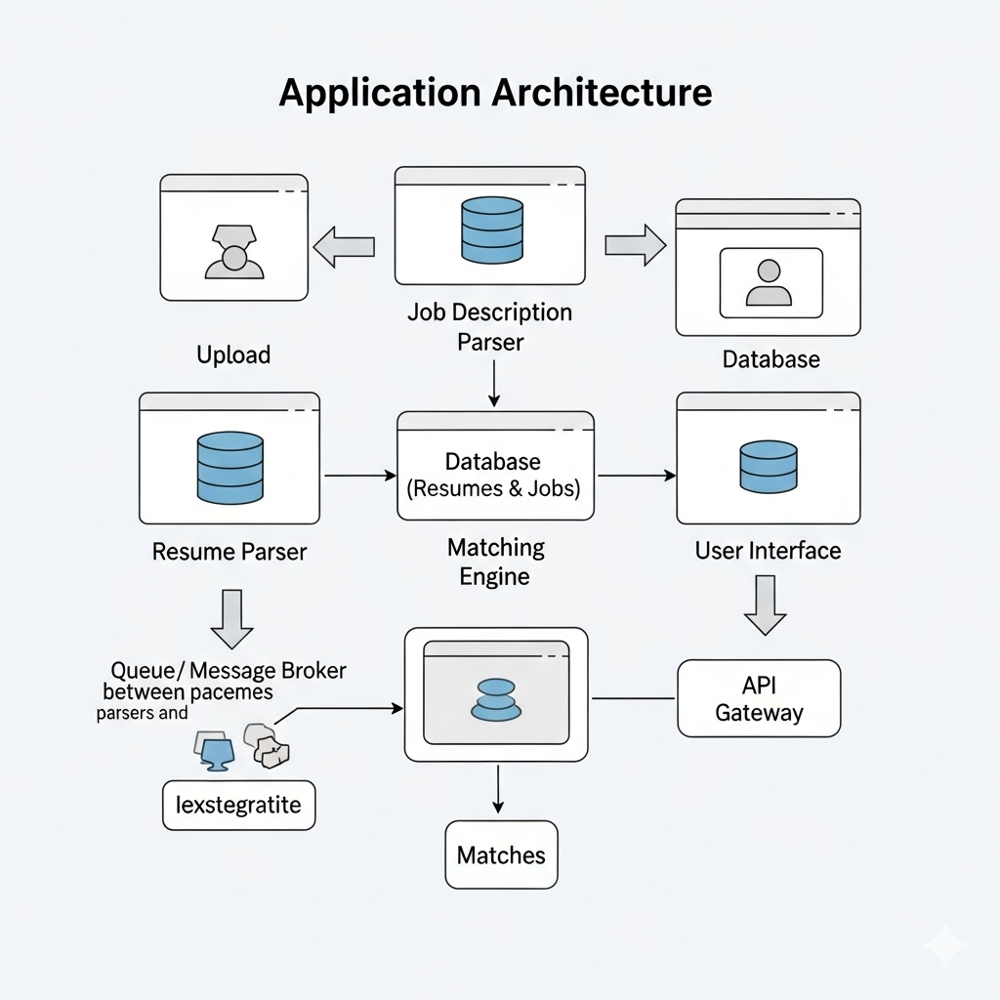 Application Architecture
Upload
Job Description
Parser
Database
Resume Parser
Database
(Resumes & Jobs)
Matching
Engine
User Interface
Queue/ Message Broker
between pacemes
parsers and
lexstegratite
API
Gateway
Matches